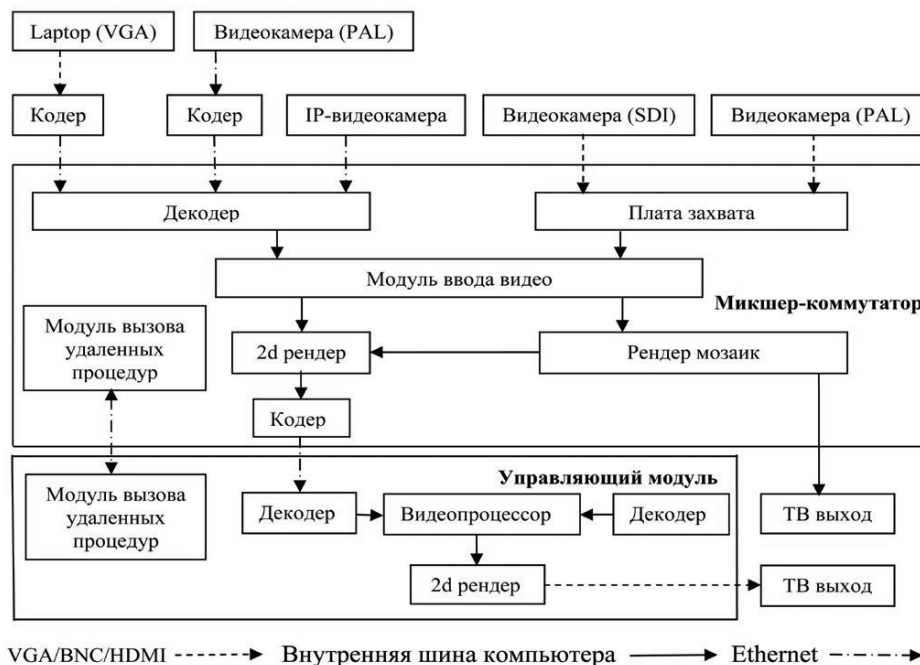 Laptop (VGA)
Видеокамера (PAL)
Кодер
Кодер
IP-видеокамера
Видеокамера (SDI)
Видеокамера (PAL)
Декодер
Плата захвата
Модуль ввода видео
Микшер-коммутатор
Модуль вызова
удаленных
процедур
2d рендер
Рендер мозаик
Кодер
Управляющий модуль
Модуль вызова
удаленных
процедур
Декодер
Видеопроцессор
Декодер
ТВ выход
2d рендер
ТВ выход
VGA/BNC/HDMI
Внутренняя шина компьютера
Ethernet